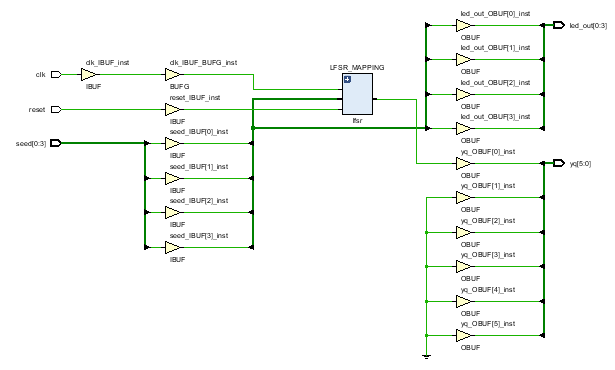 clk
clk_IBUF_inst
IBUF
clk_IBUF_BUFG_inst
BUFG
reset
reset_IBUF_inst
IBUF
seed[0:3]
seed_IBUF[0]_inst
IBUF
seed_IBUF[1]_inst
IBUF
seed_IBUF[2]_inst
IBUF
seed_IBUF[3]_inst
IBUF
LFSR_MAPPING
lfsr
led_out_OBUF[0]_inst
OBUF
led_out_OBUF[1]_inst
OBUF
led_out_OBUF[2]_inst
OBUF
led_out_OBUF[3]_inst
OBUF
led_out[0:3]
yq_OBUF[0]_inst
OBUF
yq_OBUF[1]_inst
OBUF
yq_OBUF[2]_inst
OBUF
yq_OBUF[3]_inst
OBUF
yq_OBUF[4]_inst
OBUF
yq_OBUF[5]_inst
OBUF
yq[5:0]